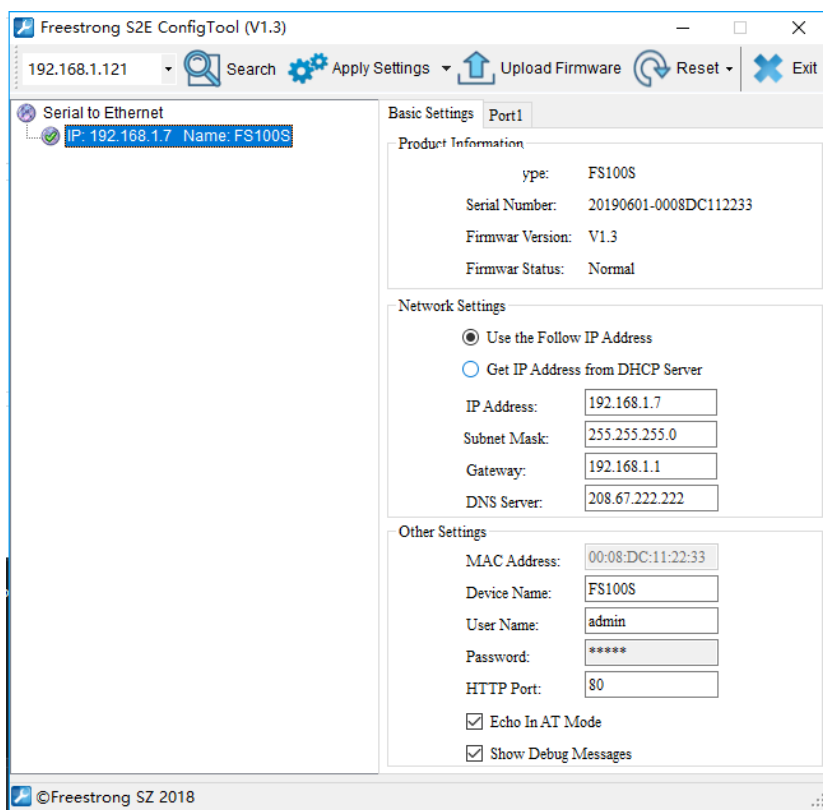 Freestrong S2E ConfigTool (V1.3)
192.168.1.121 Search Apply Settings Upload Firmware Reset Exit
Serial to Ethernet
IP: 192.168.1.7 Name: FS100S
Basic Settings Port1
Product Information
ype: FS100S
Serial Number: 20190601-0008DC112233
Firmwar Version: V1.3
Firmwar Status: Normal
Network Settings
Use the Follow IP Address
Get IP Address from DHCP Server
IP Address: 192.168.1.7
Subnet Mask: 255.255.255.0
Gateway: 192.168.1.1
DNS Server: 208.67.222.222
Other Settings
MAC Address: 00:08:DC:11:22:33
Device Name: FS100S
User Name: admin
Password: *****
HTTP Port: 80
Echo In AT Mode
Show Debug Messages
©Freestrong SZ 2018